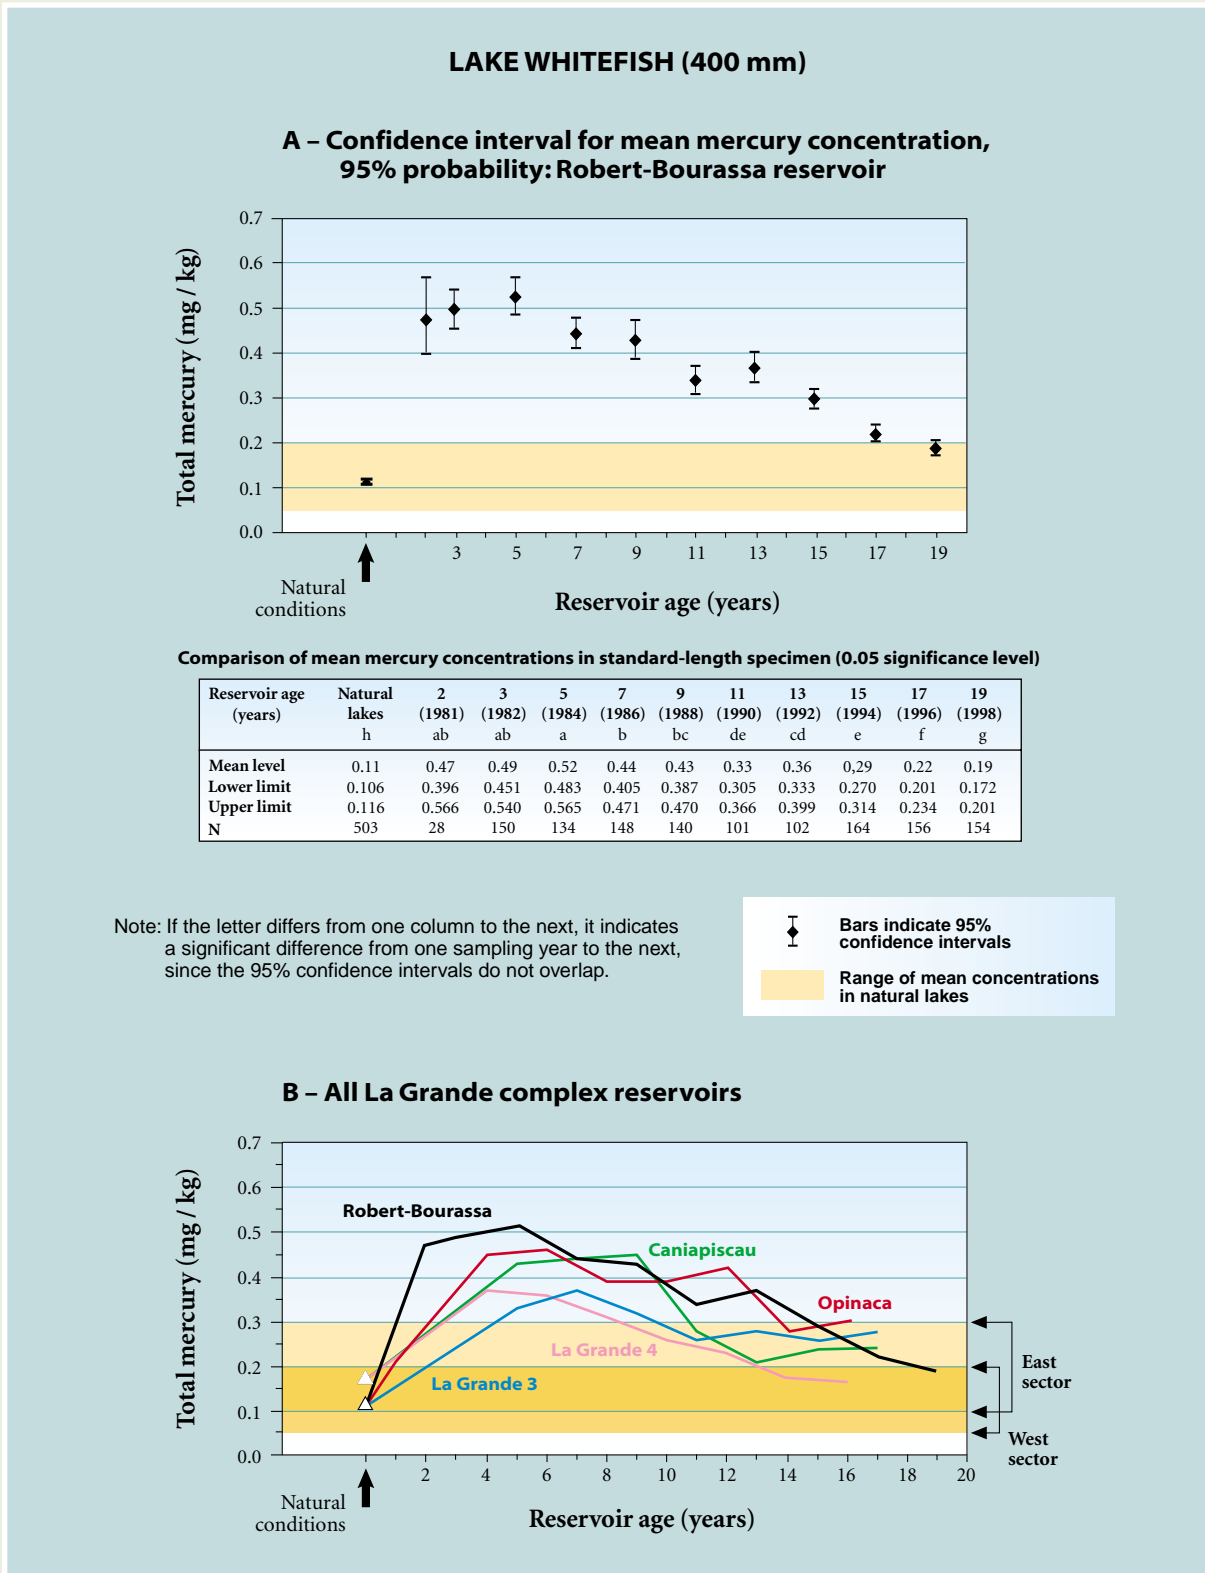 LAKE WHITEFISH (400 mm)
A – Confidence interval for mean mercury concentration,
95% probability: Robert-Bourassa reservoir
Total mercury (mg / kg)
0.7
0.6
0.5
0.4
0.3
0.2
0.1
0.0
3 5 7 9 11 13 15 17 19
Natural
conditions
Reservoir age (years)
Comparison of mean mercury concentrations in standard-length specimen (0.05 significance level)
Reservoir age Natural 2 3 5 7 9 11 13 15 17 19
(years) lakes (1981) (1982) (1984) (1986) (1988) (1990) (1992) (1994) (1996) (1998)
h ab ab a b bc de cd e f g
Mean level 0.11 0.47 0.49 0.52 0.44 0.43 0.33 0.36 0,29 0.22 0.19
Lower limit 0.106 0.396 0.451 0.483 0.405 0.387 0.305 0.333 0.270 0.201 0.172
Upper limit 0.116 0.566 0.540 0.565 0.471 0.470 0.366 0.399 0.314 0.234 0.201
N 503 28 150 134 148 140 101 102 164 156 154
Note: If the letter differs from one column to the next, it indicates
a significant difference from one sampling year to the next,
since the 95% confidence intervals do not overlap.
Bars indicate 95%
confidence intervals
Range of mean concentrations
in natural lakes
B – All La Grande complex reservoirs
Total mercury (mg / kg)
0.7
0.6
0.5
0.4
0.3
0.2
0.1
0.0
Robert-Bourassa
Caniapiscau
Opinaca
La Grande 4
La Grande 3
East
sector
West
sector
2 4 6 8 10 12 14 16 18 20
Natural
conditions
Reservoir age (years)